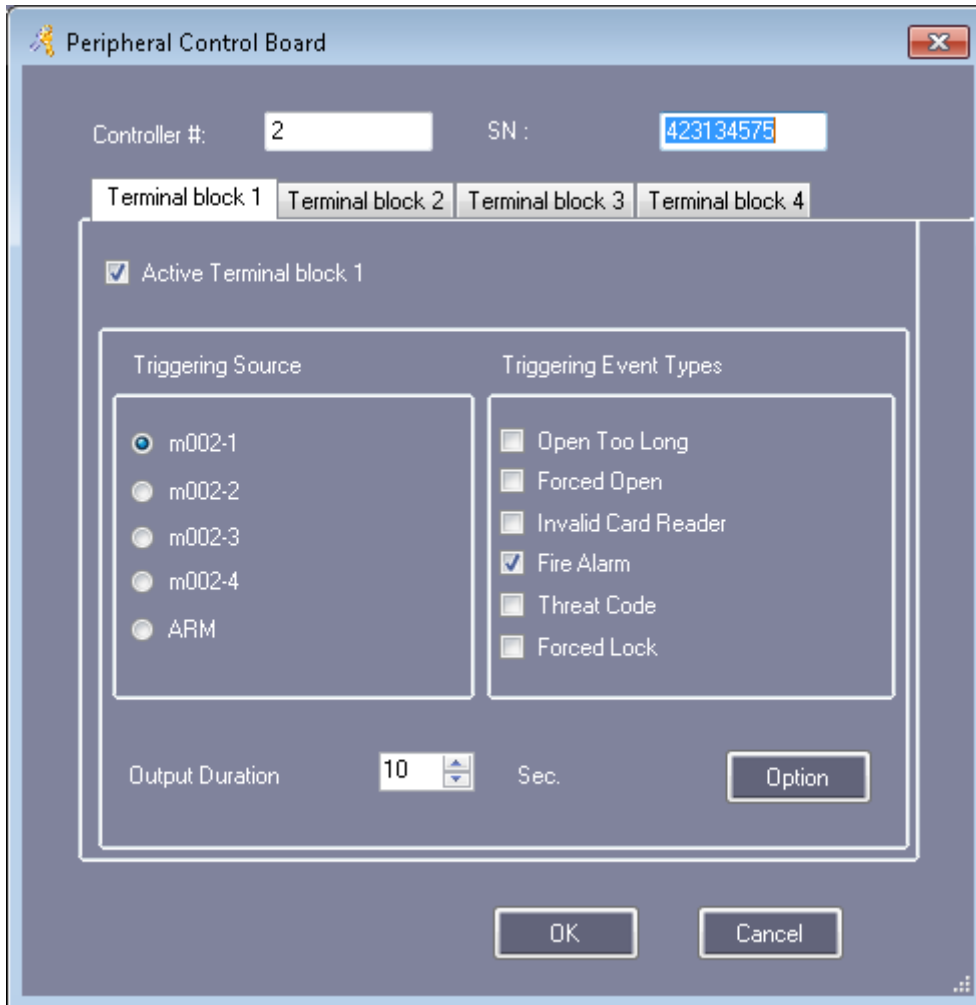 Peripheral Control Board
Controller #: 2 SN : 423134575
Terminal block 1 Terminal block 2 Terminal block 3 Terminal block 4
Active Terminal block 1
Triggering Source
m002-1
m002-2
m002-3
m002-4
ARM
Triggering Event Types
Open Too Long
Forced Open
Invalid Card Reader
Fire Alarm
Threat Code
Forced Lock
Output Duration 10 Sec. Option
OK Cancel